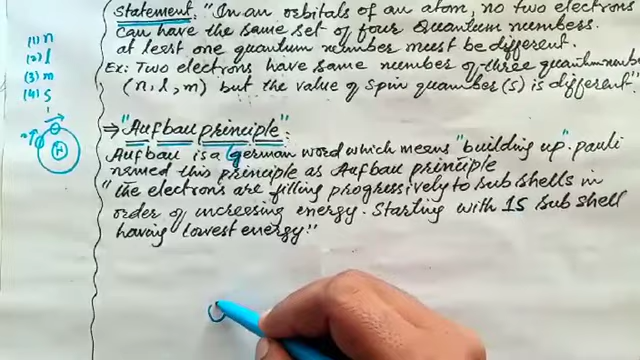 Statement: "In an orbitals of an atom, no two electrons
can have the same set of four Quantum numbers.
at least one quantum number must be different.
Ex: Two electrons have same number of three quantum numbe
(n, l, m) but the value of spin quamber (s) is different"
(1) n
(2) l
(3) m
(4) s
⇒ "Aufbau principle":
Aufbau is a German word which means "building up". pauli
named this principle as Aufbau principle
"The electrons are filling progressively to sub shells in
order of increasing energy. Starting with 1S sub shell
having lowest energy"